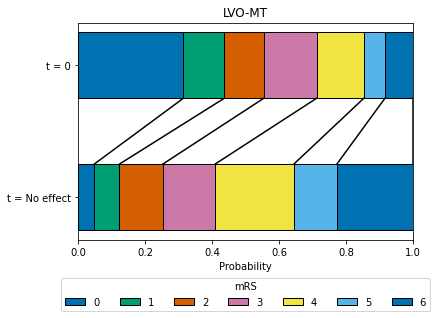 LVO-MT
t = 0
t = No effect
0.0 0.2 0.4 0.6 0.8 1.0
Probability
mRS
0 1 2 3 4 5 6